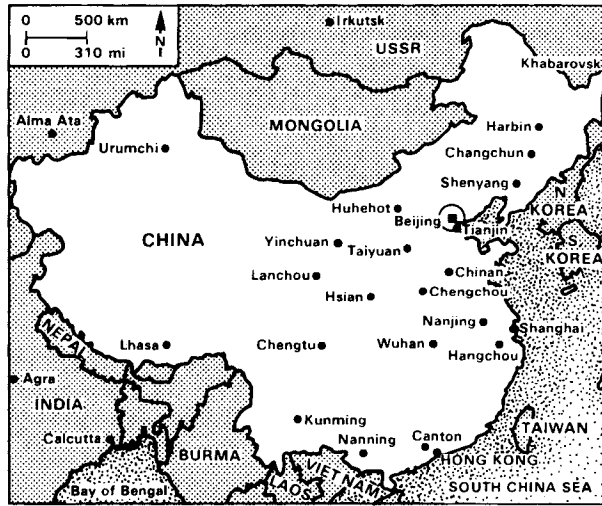 0 500 km
0 310 mi
N
Irkutsk
USSR
Khabarovsk
Alma Ata
Urumchi
MONGOLIA
Harbin
Changchun
Shenyang
Huhehot
Beijing
Tianjin
N.
KOREA
S.
KOREA
CHINA
Yinchuan
Taiyuan
Lanchou
Chinan
Hsian
Chengchou
Nanjing
Shanghai
NEPAL
Lhasa
Chengtu
Wuhan
Hangchou
Agra
INDIA
Kunming
Calcutta
BURMA
Nanning
Canton
TAIWAN
HONG KONG
VIET NAM
LAOS
Bay of Bengal
SOUTH CHINA SEA